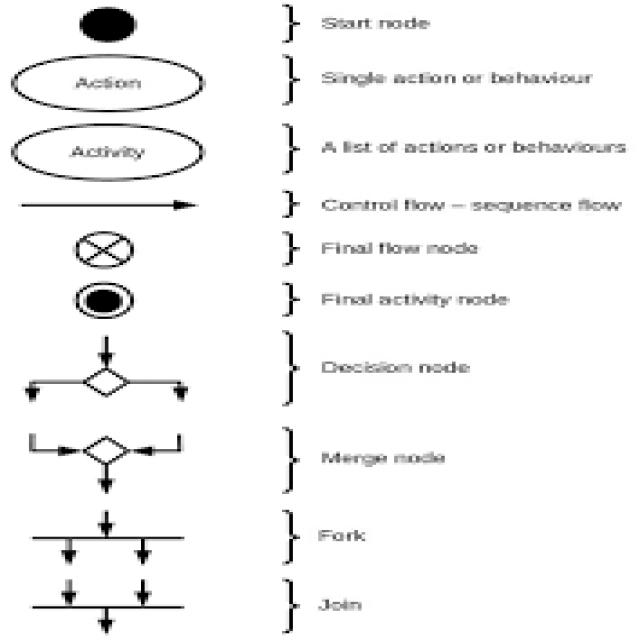 Start node
Action
Single action or behaviour
Activity
A list of actions or behaviours
Control flow – sequence flow
Final flow node
Final activity node
Decision node
Merge node
Fork
Join